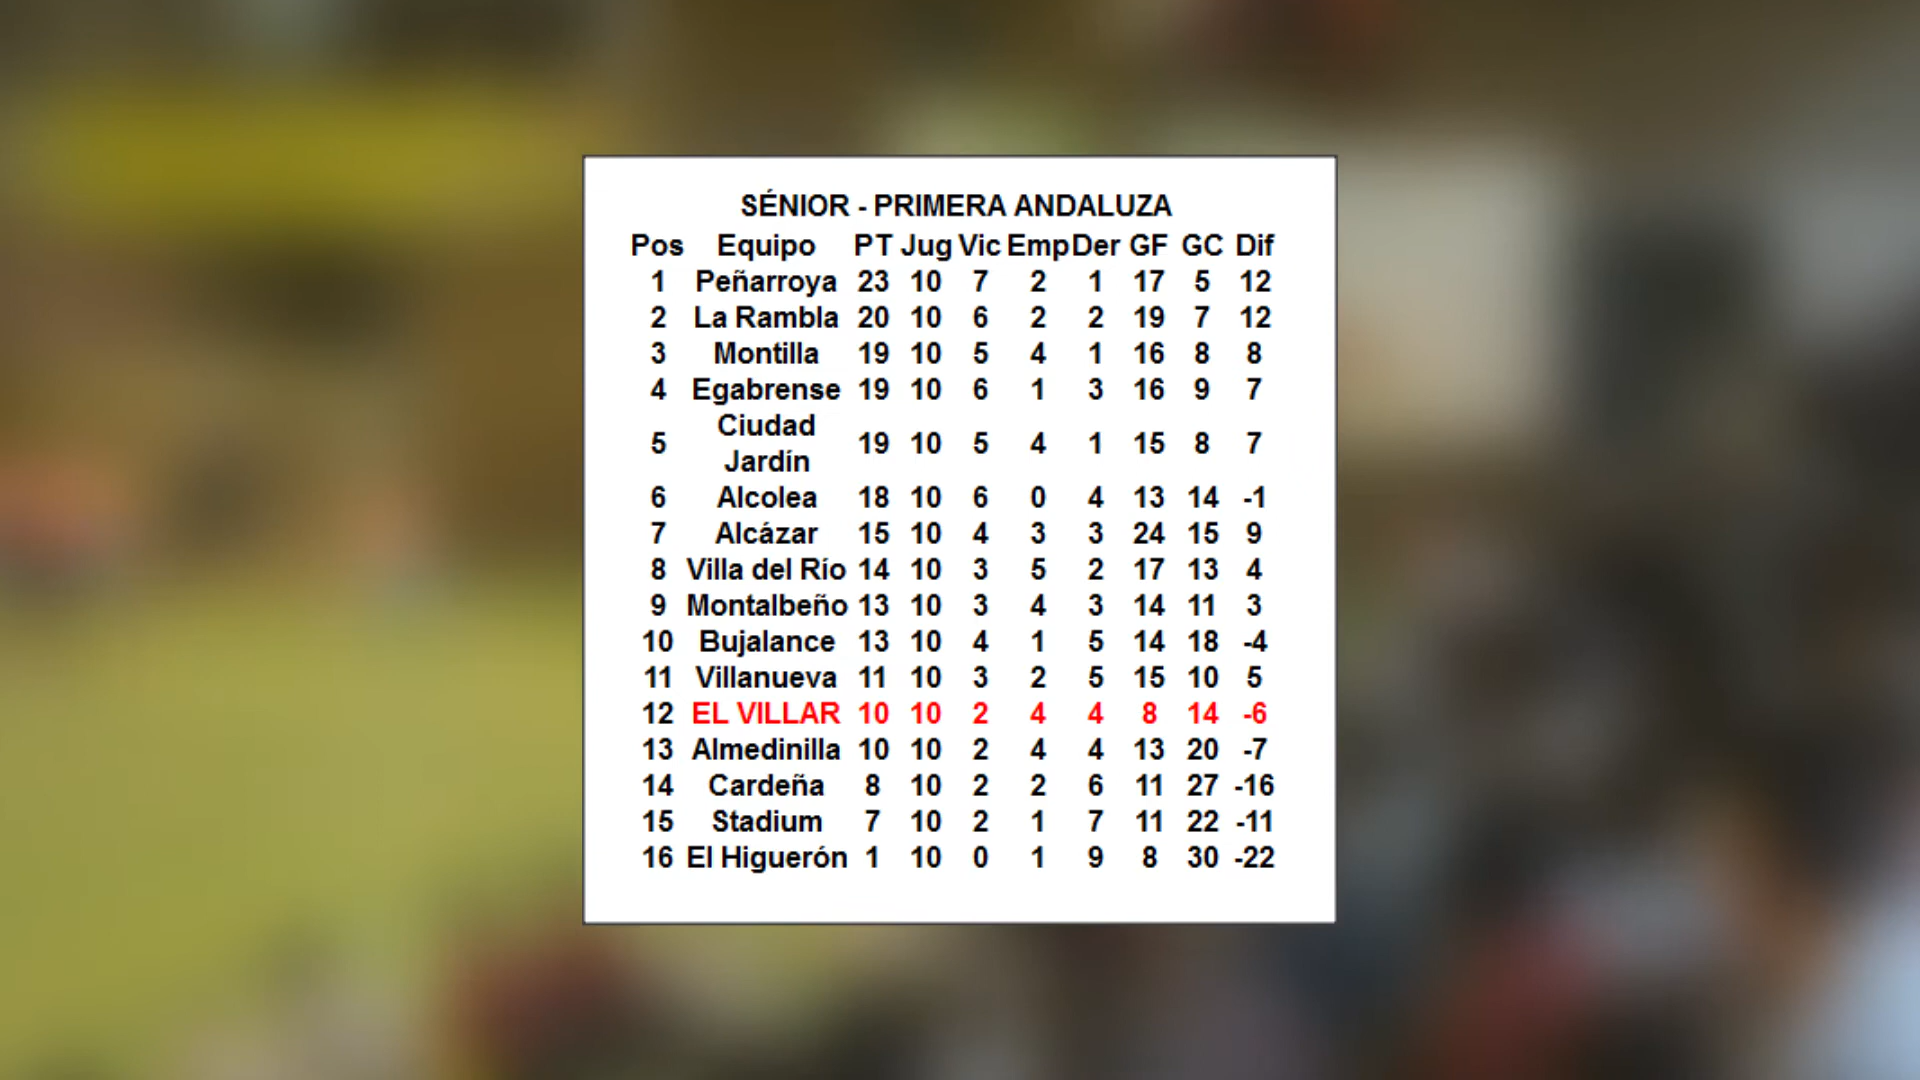 SÉNIOR - PRIMERA ANDALUZA
Pos Equipo PT Jug Vic Emp Der GF GC Dif
1 Peñarroya 23 10 7 2 1 17 5 12
2 La Rambla 20 10 6 2 2 19 7 12
3 Montilla 19 10 5 4 1 16 8 8
4 Egabrense 19 10 6 1 3 16 9 7
5 Ciudad Jardín 19 10 5 4 1 15 8 7
6 Alcolea 18 10 6 0 4 13 14 -1
7 Alcázar 15 10 4 3 3 24 15 9
8 Villa del Río 14 10 3 5 2 17 13 4
9 Montalbeño 13 10 3 4 3 14 11 3
10 Bujalance 13 10 4 1 5 14 18 -4
11 Villanueva 11 10 3 2 5 15 10 5
12 EL VILLAR 10 10 2 4 4 8 14 -6
13 Almedinilla 10 10 2 4 4 13 20 -7
14 Cardeña 8 10 2 2 6 11 27 -16
15 Stadium 7 10 2 1 7 11 22 -11
16 El Higuerón 1 10 0 1 9 8 30 -22